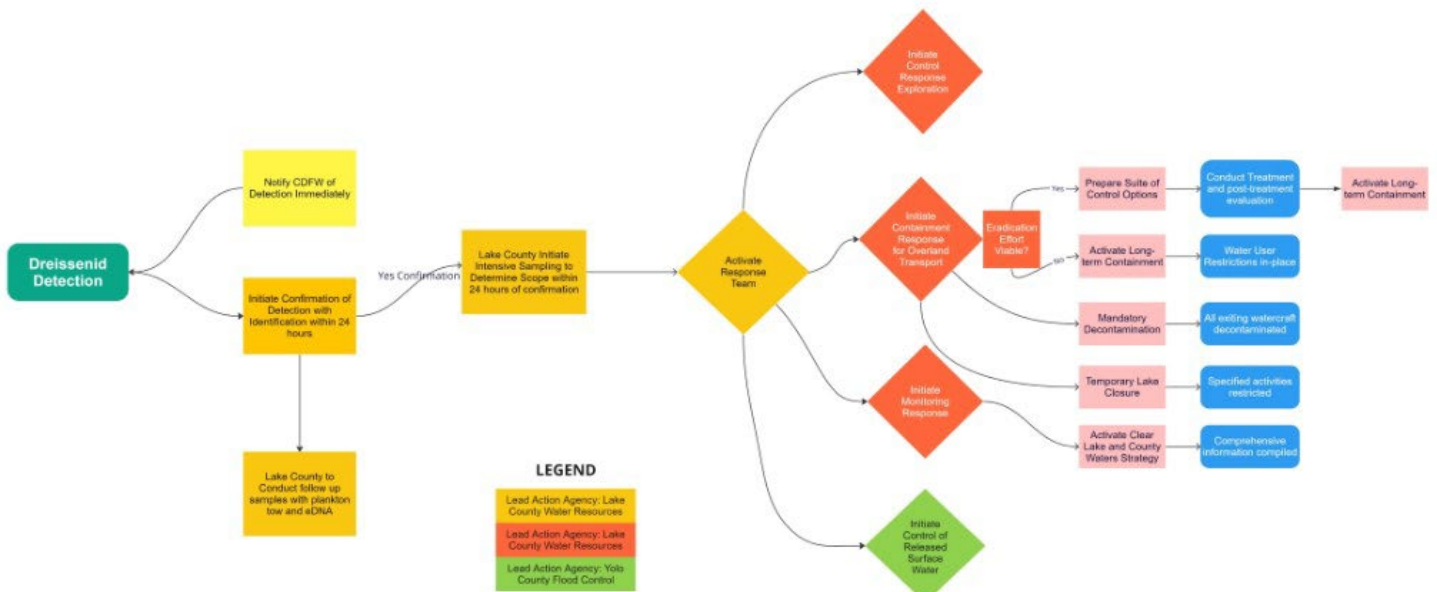 Initiate
Control
Response
Exploration
Notify CDFW of
Detection Immediately
Dreissenid
Detection
Initiate Confirmation of
Detection with
Identification within 24
hours
Yes Confirmation
Lake County Initiate
Intensive Sampling to
Determine Scope within
24 hours of confirmation
Activate
Response
Team
Initiate
Containment
Response
for Overland
Transport
Eradication
Effort
Viable?
Yes
Prepare Suite of
Control Options
Conduct Treatment
and post-treatment
evaluation
Activate Long-
term Containment
No
Activate Long-
term Containment
Water User
Restrictions in-place
Mandatory
Decontamination
All exiting watercraft
decontaminated
Temporary Lake
Closure
Specified activities
restricted
Initiate
Monitoring
Response
Activate Clear
Lake and County
Waters Strategy
Comprehensive
information compiled
Lake County to
Conduct follow up
samples with plankton
tow and eDNA
LEGEND
Lead Action Agency: Lake
County Water Resources
Lead Action Agency: Lake
County Water Resources
Lead Action Agency: Yolo
County Flood Control
Initiate
Control of
Released
Surface
Water